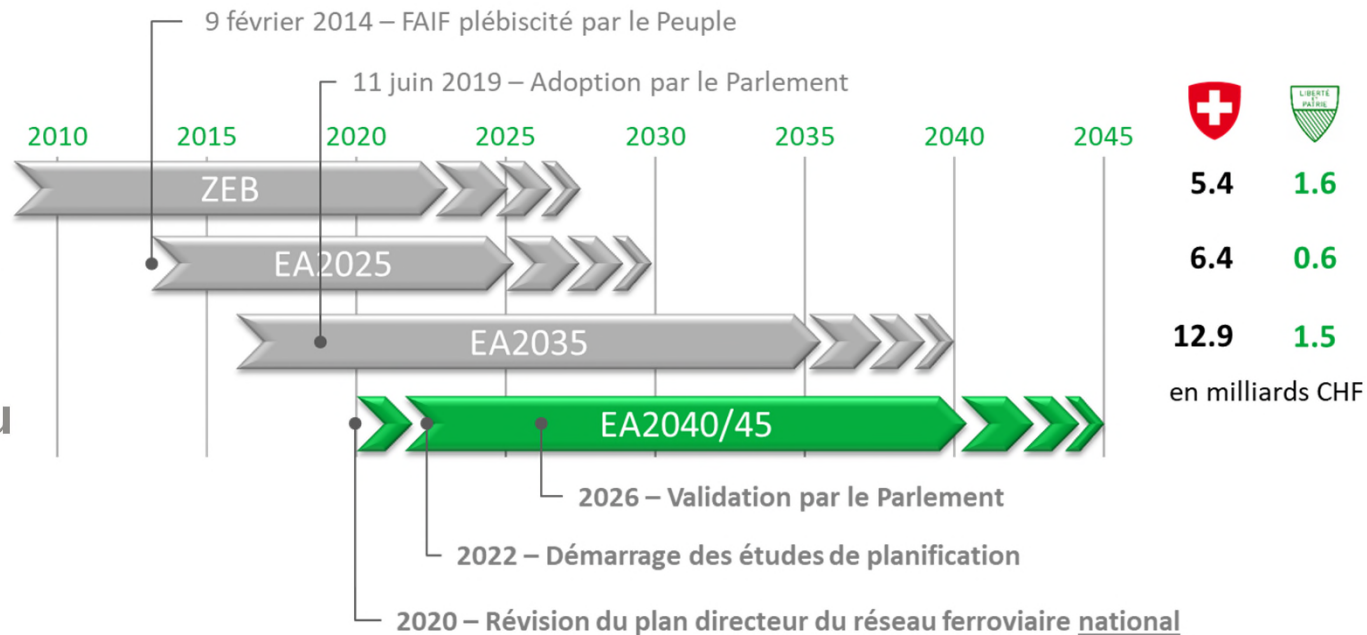 9 février 2014 – FAIF plébiscité par le Peuple
11 juin 2019 – Adoption par le Parlement
2010 2015 2020 2025 2030 2035 2040 2045
LIBERTÉ ET PATRIE
ZEB 5.4 1.6
EA2025 6.4 0.6
EA2035 12.9 1.5
en milliards CHF
u
EA2040/45
2026 – Validation par le Parlement
2022 – Démarrage des études de planification
2020 – Révision du plan directeur du réseau ferroviaire national